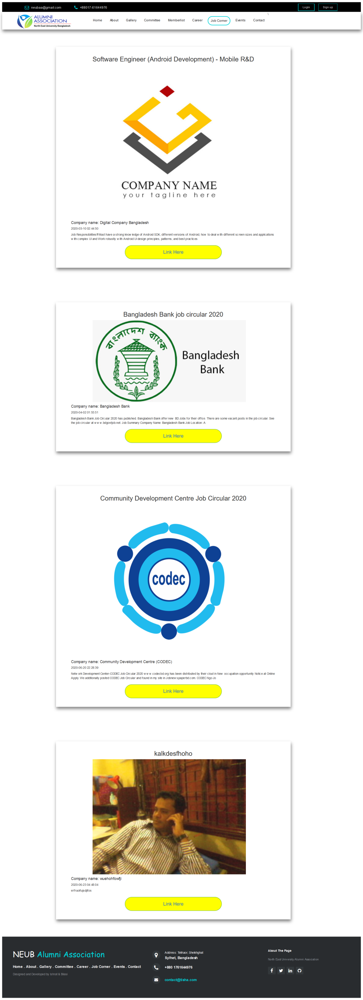 neubaa@gmail.com +88017-61644976 Login Sign up
\
ALUMNI
ASSOCIATION
North East University Bangladesh
Home About Gallery Committee Memberlist Career Job Corner Events Contact
Software Engineer (Android Development) - Mobile R&D
COMPANY NAME
your tagline here
Company name: Digital Company Bangladesh
2020-03-10 02:44:50
Job Responsibilities!!!Must have a strong knowledge of Android SDK, different versions of Android, how to deal with different screen sizes and applications
with complex UI and Work robustly with Android UI design principles, patterns, and best practices
Link Here
Bangladesh Bank job circular 2020
বাংলাদেশ ব্যাংক
Bangladesh
Bank
Company name: Bangladesh Bank
2020-04-02 01:55:51
Bangladesh Bank Job Circular 2020 has published. Bangladesh Bank offer new BD Jobs for their office. There are some vacant posts in the job circular. See
the job circular at www.bdgovtjob.net. Job Summary Company Name: Bangladesh Bank Job Location: A
Link Here
Community Development Centre Job Circular 2020
codec
Company name: Community Development Centre (CODEC)
2020-06-20 22:28:39
Network Development Center-CODEC Job Circular 2020 www.codecbd.org has been distributed by their clout in New occupation opportunity Notice at Online
Apply. We additionally posted CODEC Job Circular and found in my site in Jobnewspaperbd.com. CODEC Ngo Jo
Link Here
kalkdesfhoho
Company name: wuehohfowfji
2020-06-23 04:48:04
erfruoifujsdjifos
Link Here
NEUB Alumni Association
Home . About . Gallery . Committee . Career . Job Corner . Events . Contact
Designed and Developed by Ishrat & Bilasi
Address: Telihaor, Sheikhghat
Sylhet, Bangladesh
+880 1761644976
contact@tisha.com
About The Page
North East University Alumni Association